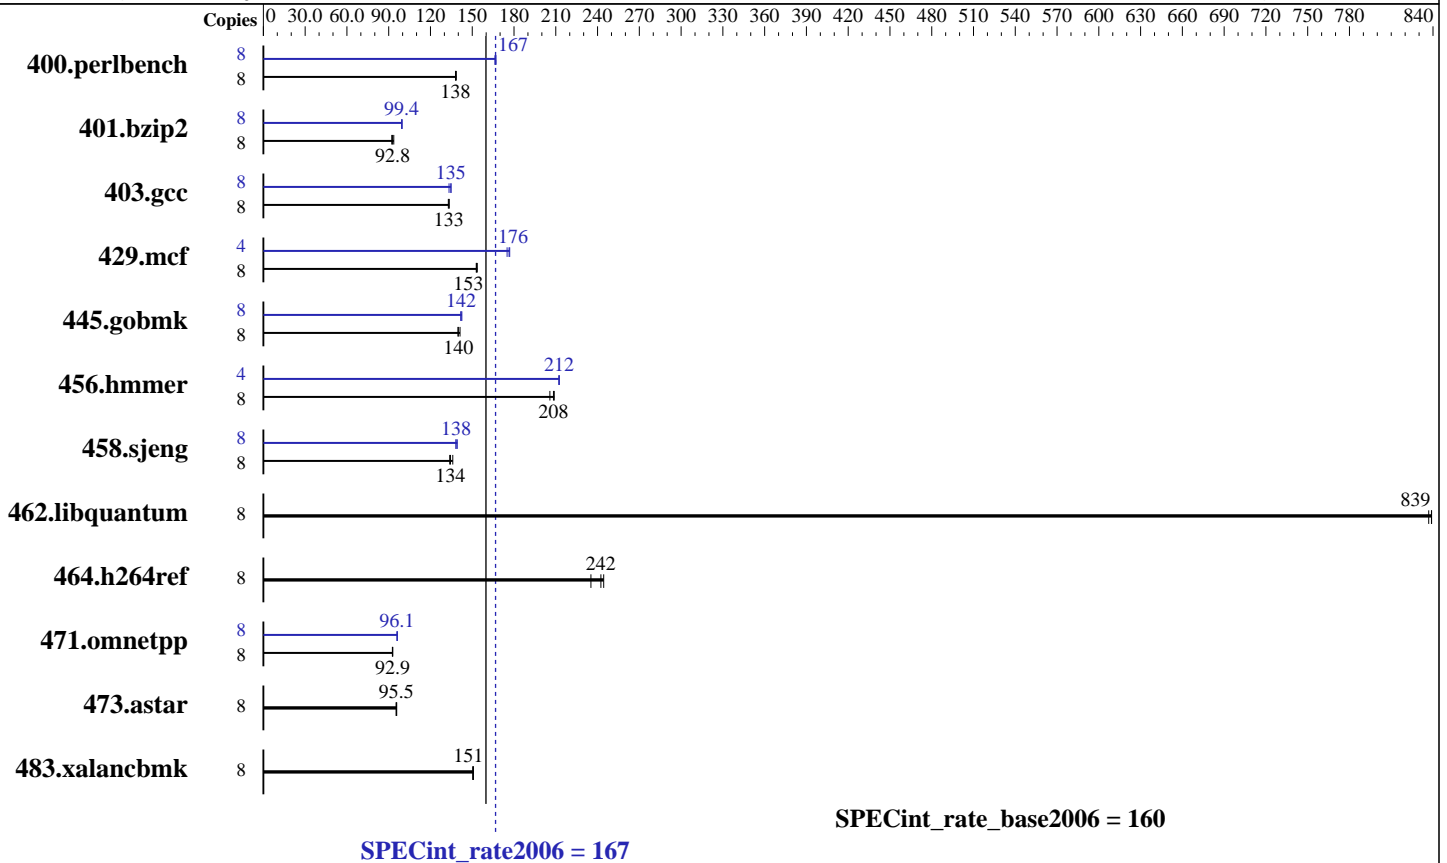 Copies 0 30.0 60.0 90.0 120 150 180 210 240 270 300 330 360 390 420 450 480 510 540 570 600 630 660 690 720 750 780 840
400.perlbench 8 167
8 138
401.bzip2 8 99.4
8 92.8
403.gcc 8 135
8 133
429.mcf 4 176
8 153
445.gobmk 8 142
8 140
456.hmmer 4 212
8 208
458.sjeng 8 138
8 134
462.libquantum 8 839
464.h264ref 8 242
471.omnetpp 8 96.1
8 92.9
473.astar 8 95.5
483.xalancbmk 8 151
SPECint_rate_base2006 = 160
SPECint_rate2006 = 167